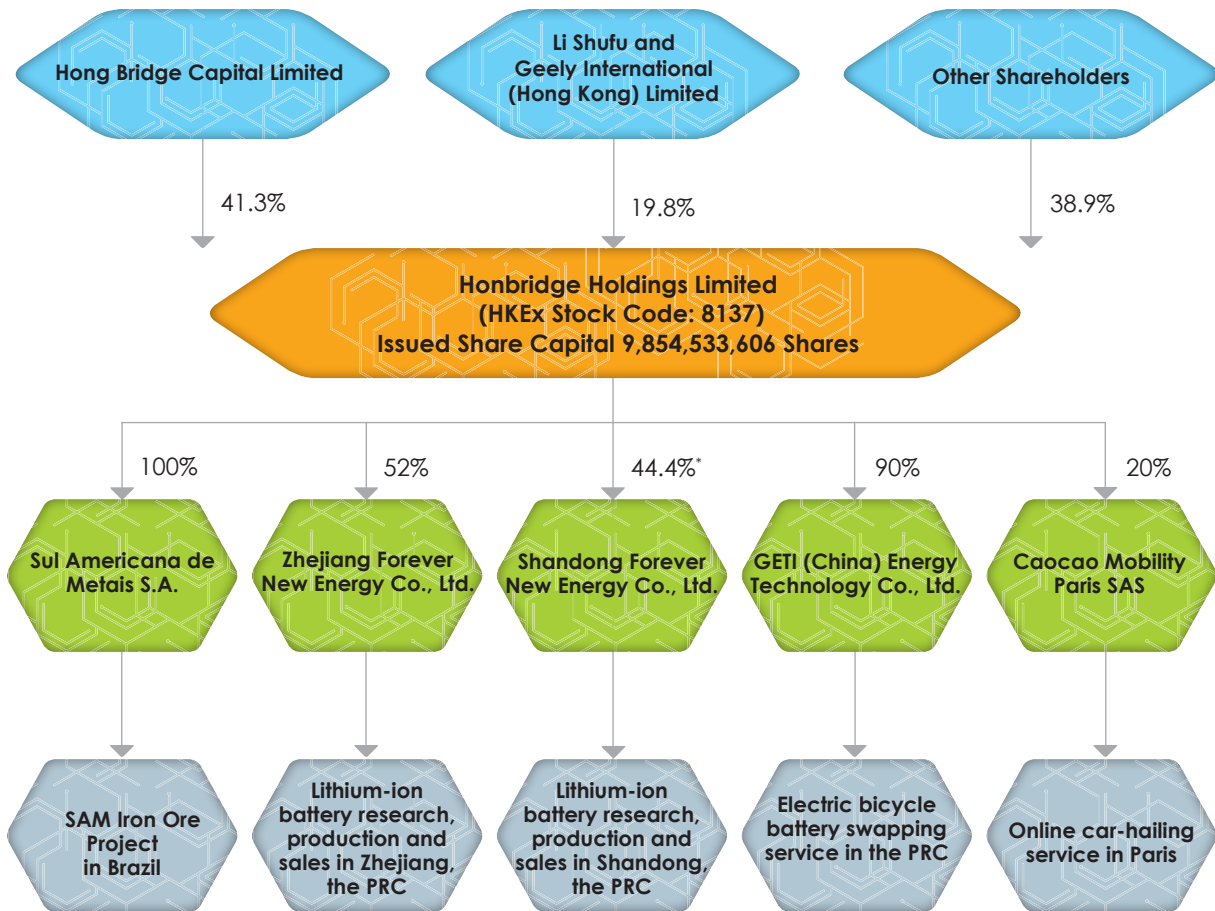 Hong Bridge Capital Limited
Li Shufu and
Geely International
(Hong Kong) Limited
Other Shareholders
41.3%
19.8%
38.9%
Honbridge Holdings Limited
(HKEx Stock Code: 8137)
Issued Share Capital 9,854,533,606 Shares
100%
52%
44.4%*
90%
20%
Sul Americana de
Metais S.A.
Zhejiang Forever
New Energy Co., Ltd.
Shandong Forever
New Energy Co., Ltd.
GETI (China) Energy
Technology Co., Ltd.
Caocao Mobility
Paris SAS
SAM Iron Ore
Project
in Brazil
Lithium-ion
battery research,
production and
sales in Zhejiang,
the PRC
Lithium-ion
battery research,
production and
sales in Shandong,
the PRC
Electric bicycle
battery swapping
service in the PRC
Online car-hailing
service in Paris